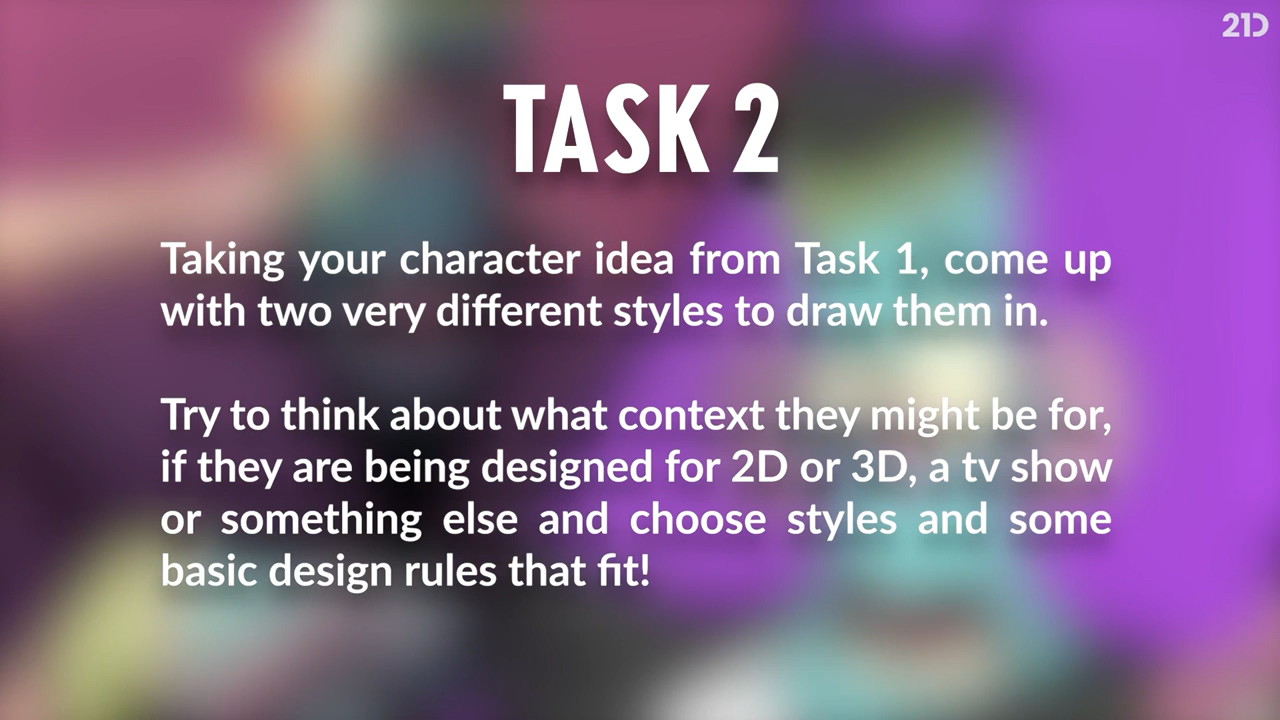 21D
TASK 2
Taking your character idea from Task 1, come up
with two very different styles to draw them in.
Try to think about what context they might be for,
if they are being designed for 2D or 3D, a tv show
or something else and choose styles and some
basic design rules that fit!